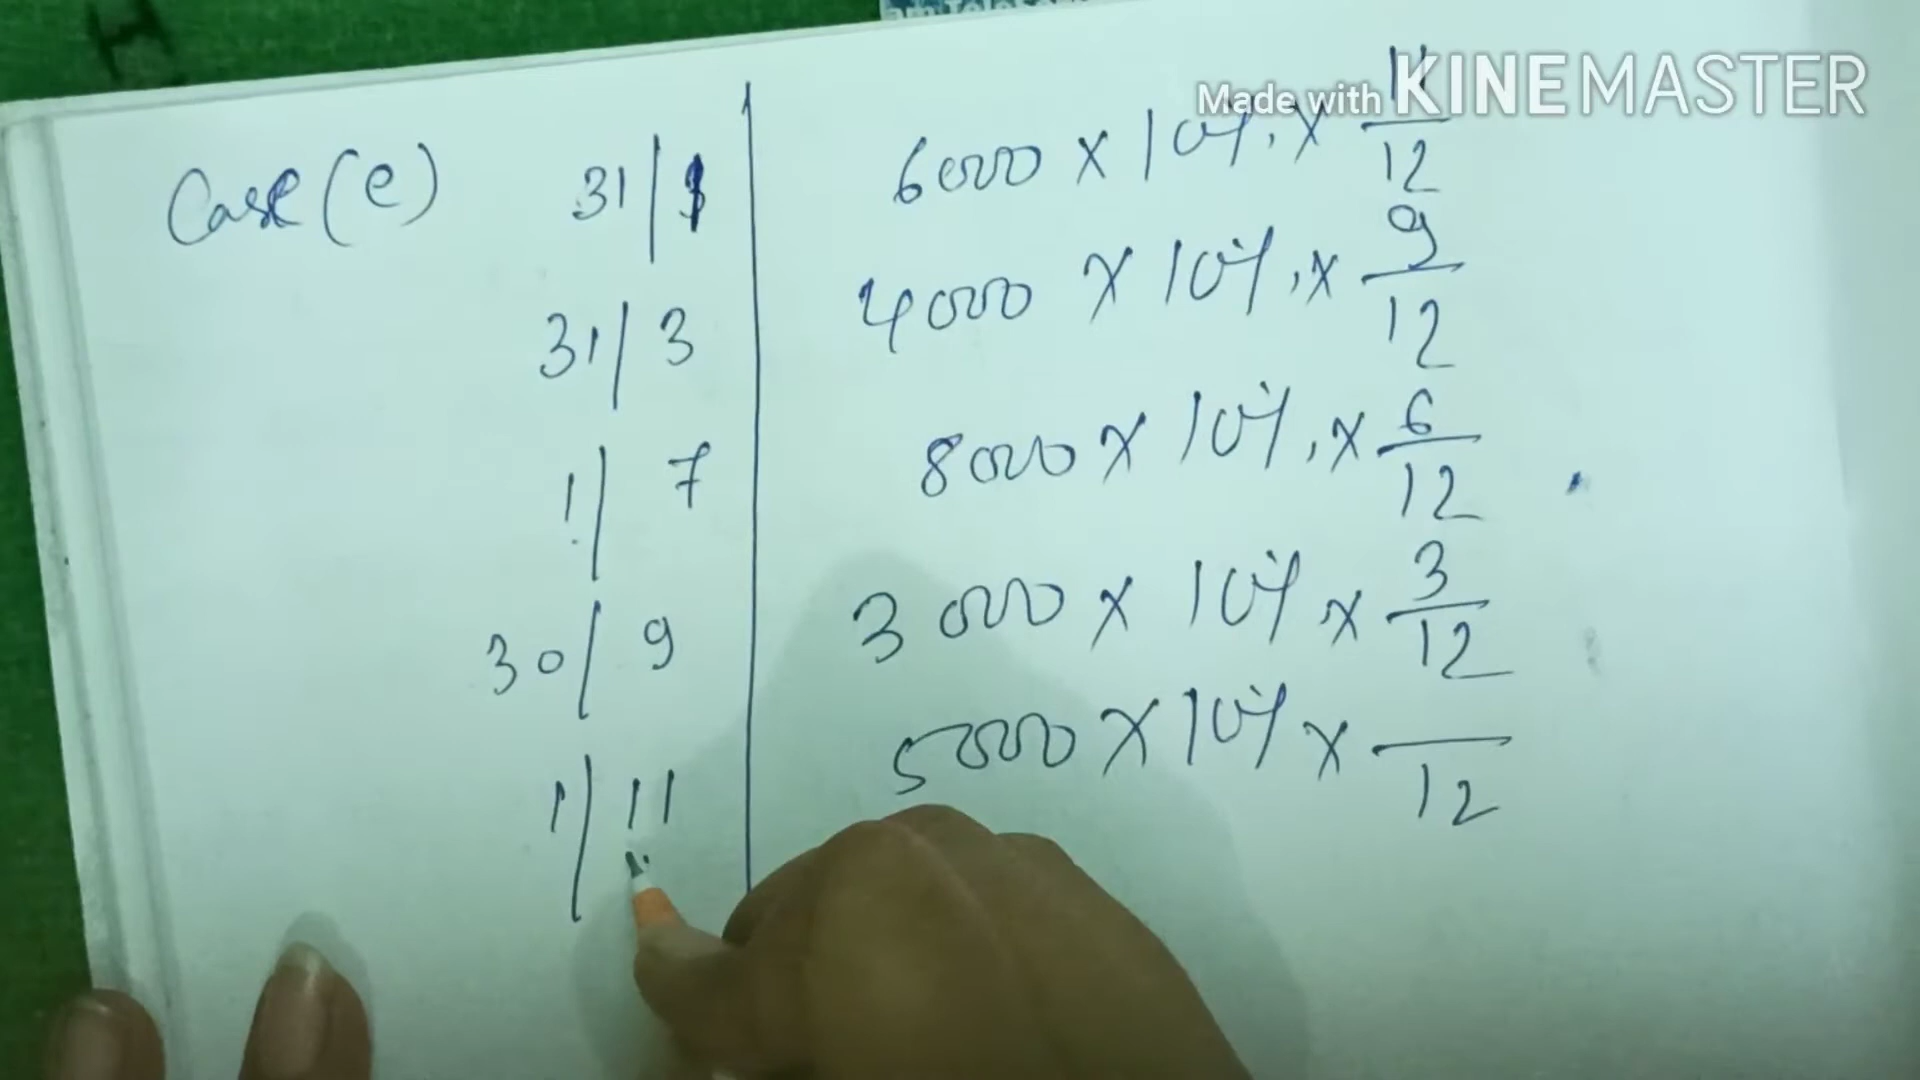 Made with KINEMASTER
Case (e) 31/1 6000 × 10% × 11/12
31/3 4000 × 10% × 9/12
1/7 8000 × 10% × 6/12
30/9 3000 × 10% × 3/12
1/11 5000 × 10% × /12